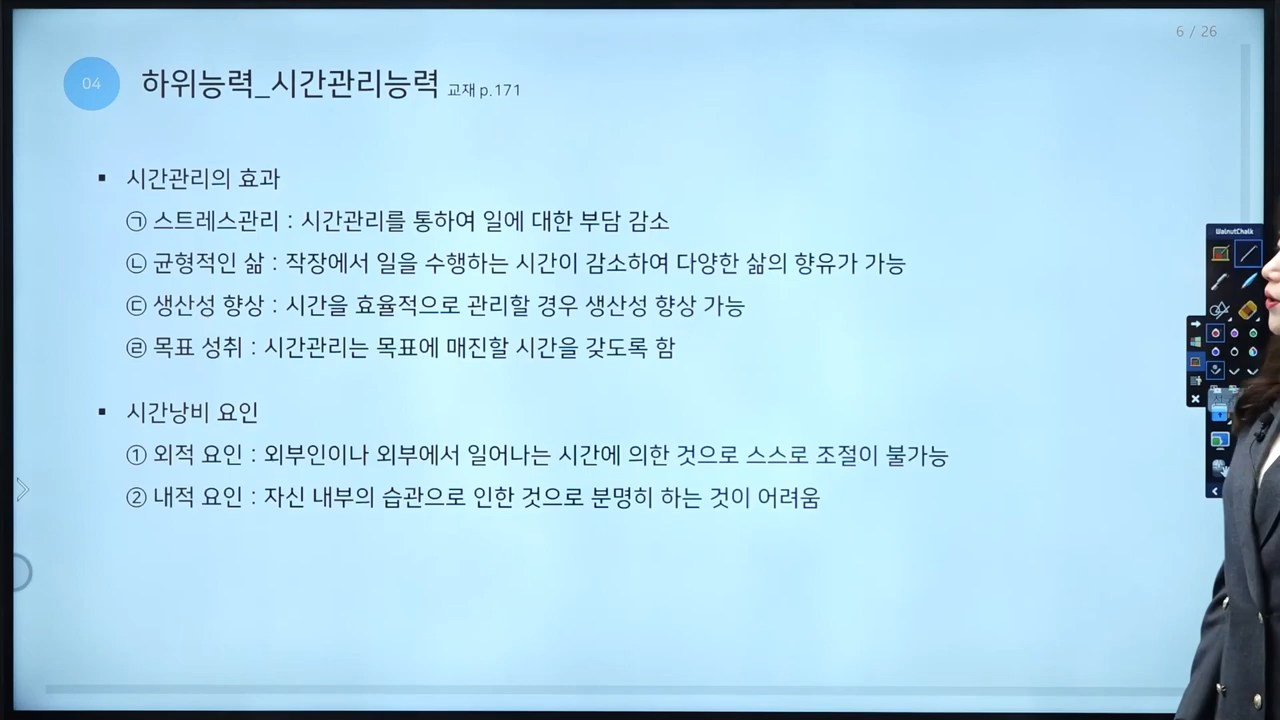 6 / 26
04 하위능력_시간관리능력 교재 p.171
▪ 시간관리의 효과
㉠ 스트레스관리 : 시간관리를 통하여 일에 대한 부담 감소
㉡ 균형적인 삶 : 작장에서 일을 수행하는 시간이 감소하여 다양한 삶의 향유가 가능
㉢ 생산성 향상 : 시간을 효율적으로 관리할 경우 생산성 향상 가능
㉣ 목표 성취 : 시간관리는 목표에 매진할 시간을 갖도록 함
▪ 시간낭비 요인
① 외적 요인 : 외부인이나 외부에서 일어나는 시간에 의한 것으로 스스로 조절이 불가능
② 내적 요인 : 자신 내부의 습관으로 인한 것으로 분명히 하는 것이 어려움
WalnutChalk